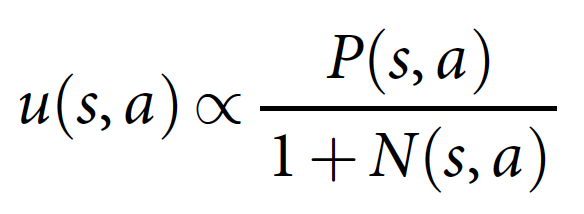 u(s, a) ∝ P(s, a) / 1 + N(s, a)